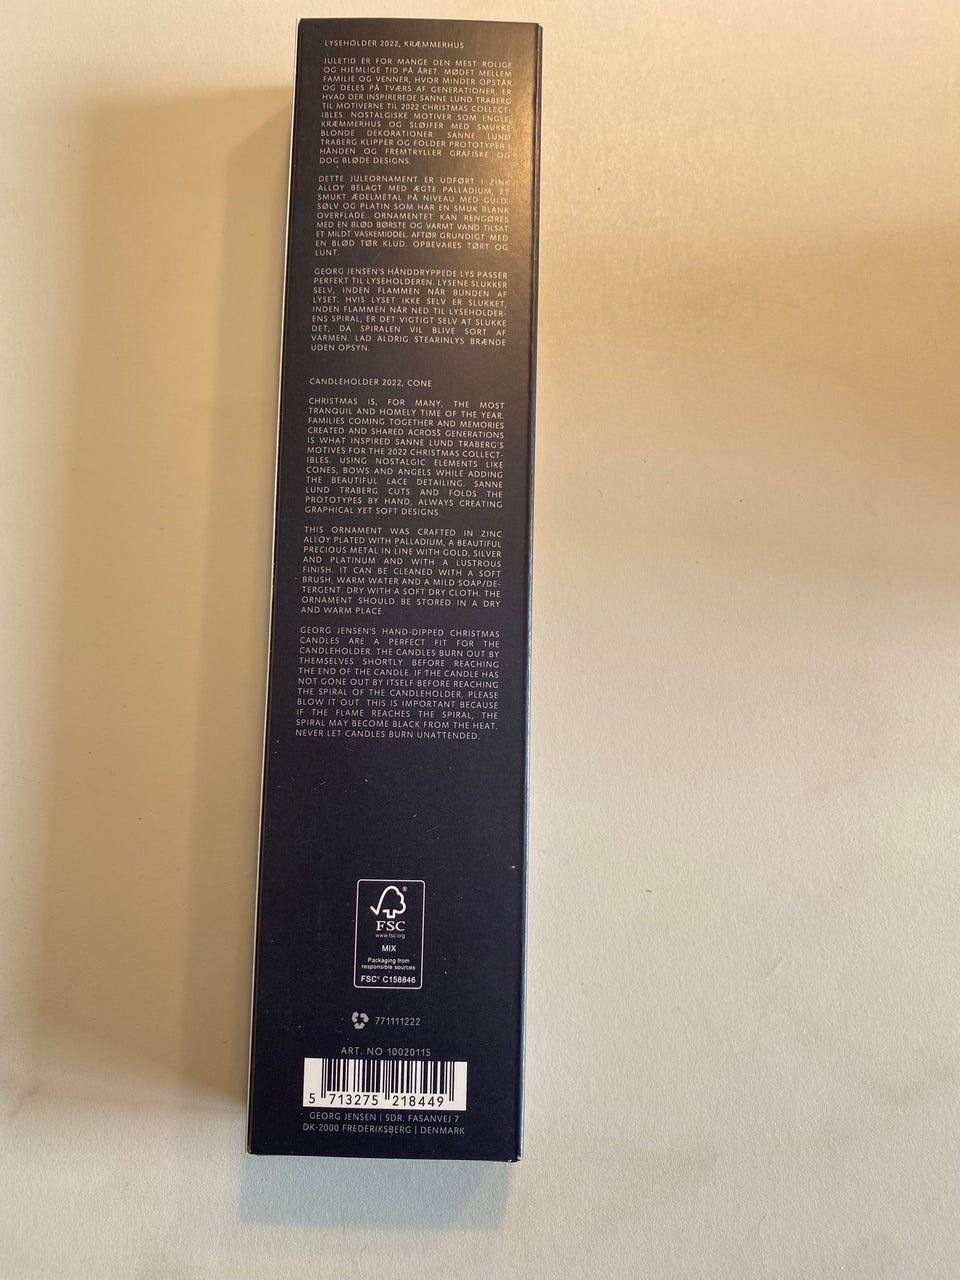 LYSEHOLDER 2022, KRÆMMERHUS
JULETID ER FOR MANGE DEN MEST ROLIGE
OG HJEMLIGE TID PÅ ÅRET. MØDET MELLEM
FAMILIE OG VENNER, HVOR MINDER OPSTÅR
OG DELES PÅ TVÆRS AF GENERATIONER, ER
HVAD DER INSPIREREDE SANNE LUND TRABERG
TIL MOTIVERNE TIL 2022 CHRISTMAS COLLECT-
IBLES. NOSTALGISKE MOTIVER SOM ENGLE,
KRÆMMERHUS OG SLØJFER MED SMUKKE
BLONDE DEKORATIONER. SANNE LUND
TRABERG KLIPPER OG FOLDER PROTOTYPER I
HÅNDEN OG FREMTRYLLER GRAFISKE OG
DOG BLØDE DESIGNS.
DETTE JULEORNAMENT ER UDFØRT I ZINK
ALLOY BELAGT MED ÆGTE PALLADIUM, ET
SMUKT ÆDELMETAL PÅ NIVEAU MED GULD,
SØLV OG PLATIN SOM HAR EN SMUK BLANK
OVERFLADE. ORNAMENTET KAN RENGØRES
MED EN BLØD BØRSTE OG VARMT VAND TILSAT
ET MILDT VASKEMIDDEL. AFTØR GRUNDIGT MED
EN BLØD TØR KLUD. OPBEVARES TØRT OG
LUNT.
GEORG JENSEN'S HÅNDDRYPPEDE LYS PASSER
PERFEKT TIL LYSEHOLDEREN. LYSENE SLUKKER
SELV, INDEN FLAMMEN NÅR BUNDEN AF
LYSET. HVIS LYSET IKKE SELV ER SLUKKET,
INDEN FLAMMEN NÅR NED TIL LYSEHOLDER-
ENS SPIRAL, ER DET VIGTIGT SELV AT SLUKKE
DET, DA SPIRALEN VIL BLIVE SORT AF
VARMEN. LAD ALDRIG STEARINLYS BRÆNDE
UDEN OPSYN.
CANDLEHOLDER 2022, CONE
CHRISTMAS IS, FOR MANY, THE MOST
TRANQUIL AND HOMELY TIME OF THE YEAR.
FAMILIES COMING TOGETHER AND MEMORIES
CREATED AND SHARED ACROSS GENERATIONS
IS WHAT INSPIRED SANNE LUND TRABERG'S
MOTIVES FOR THE 2022 CHRISTMAS COLLECT-
IBLES. USING NOSTALGIC ELEMENTS LIKE
CONES, BOWS AND ANGELS WHILE ADDING
THE BEAUTIFUL LACE DETAILING. SANNE
LUND TRABERG CUTS AND FOLDS THE
PROTOTYPES BY HAND, ALWAYS CREATING
GRAPHICAL YET SOFT DESIGNS.
THIS ORNAMENT WAS CRAFTED IN ZINC
ALLOY PLATED WITH PALLADIUM, A BEAUTIFUL
PRECIOUS METAL IN LINE WITH GOLD, SILVER
AND PLATINUM AND WITH A LUSTROUS
FINISH. IT CAN BE CLEANED WITH A SOFT
BRUSH, WARM WATER AND A MILD SOAP/DE-
TERGENT. DRY WITH A SOFT DRY CLOTH. THE
ORNAMENT SHOULD BE STORED IN A DRY
AND WARM PLACE.
GEORG JENSEN'S HAND-DIPPED CHRISTMAS
CANDLES ARE A PERFECT FIT FOR THE
CANDLEHOLDER. THE CANDLES BURN OUT BY
THEMSELVES SHORTLY BEFORE REACHING
THE END OF THE CANDLE. IF THE CANDLE HAS
NOT GONE OUT BY ITSELF BEFORE REACHING
THE SPIRAL OF THE CANDLEHOLDER, PLEASE
BLOW IT OUT. THIS IS IMPORTANT BECAUSE
IF THE FLAME REACHES THE SPIRAL, THE
SPIRAL MAY BECOME BLACK FROM THE HEAT.
NEVER LET CANDLES BURN UNATTENDED.
®
FSC
www.fsc.org
MIX
Packaging from
responsible sources
FSC® C158846
771111222
ART. NO 10020115
5 713275 218449
GEORG JENSEN | SDR. FASANVEJ 7
DK-2000 FREDERIKSBERG | DENMARK